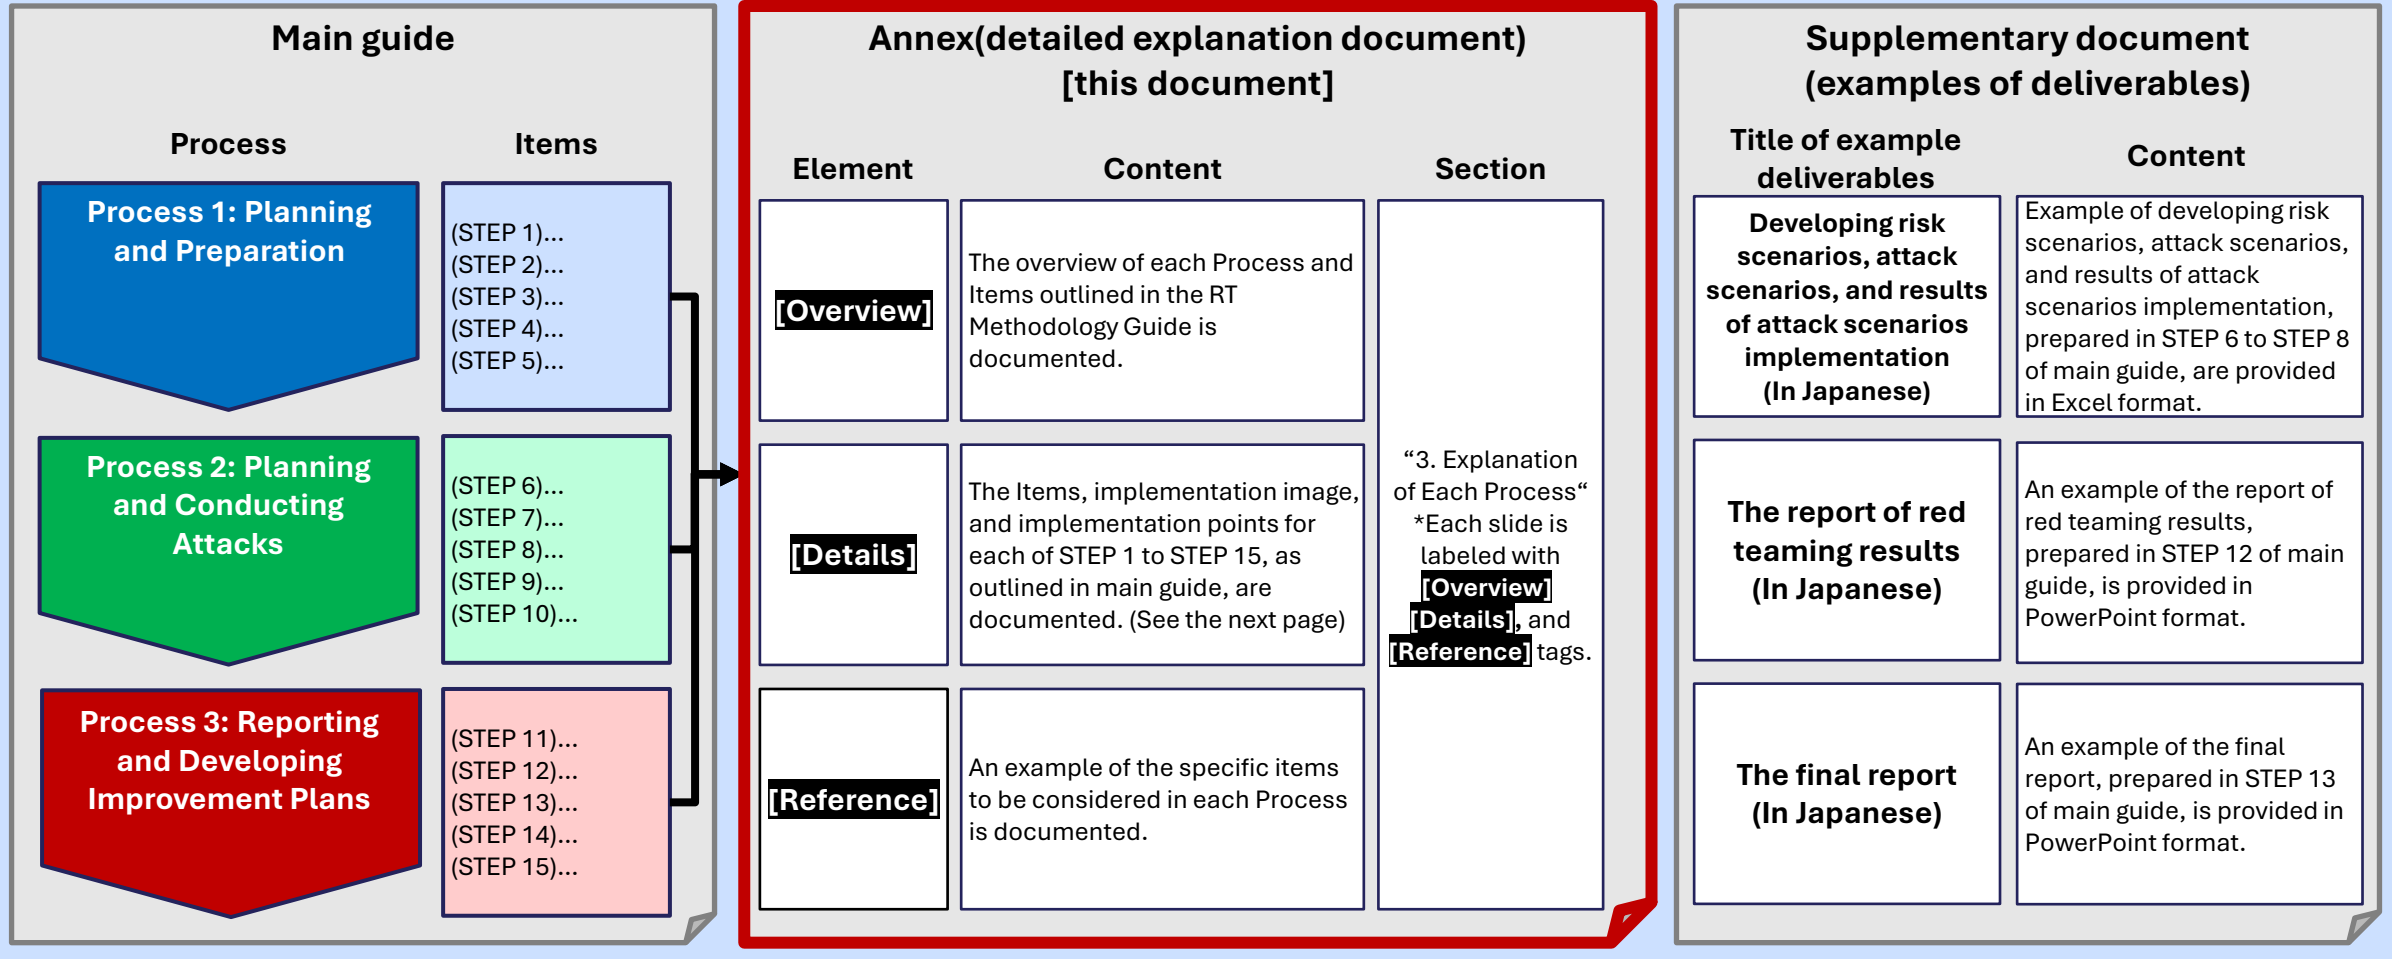 Main guide
Process
Items
Process 1: Planning
and Preparation
(STEP 1)...
(STEP 2)...
(STEP 3)...
(STEP 4)...
(STEP 5)...
Process 2: Planning
and Conducting
Attacks
(STEP 6)...
(STEP 7)...
(STEP 8)...
(STEP 9)...
(STEP 10)...
Process 3: Reporting
and Developing
Improvement Plans
(STEP 11)...
(STEP 12)...
(STEP 13)...
(STEP 14)...
(STEP 15)...
Annex(detailed explanation document)
[this document]
Element
Content
Section
[Overview]
The overview of each Process and
Items outlined in the RT
Methodology Guide is
documented.
[Details]
The Items, implementation image,
and implementation points for
each of STEP 1 to STEP 15, as
outlined in main guide, are
documented. (See the next page)
[Reference]
An example of the specific items
to be considered in each Process
is documented.
“3. Explanation
of Each Process“
*Each slide is
labeled with
[Overview]
[Details], and
[Reference] tags.
Supplementary document
(examples of deliverables)
Title of example
deliverables
Content
Developing risk
scenarios, attack
scenarios, and results
of attack scenarios
implementation
(In Japanese)
Example of developing risk
scenarios, attack scenarios,
and results of attack
scenarios implementation,
prepared in STEP 6 to STEP 8
of main guide, are provided
in Excel format.
The report of red
teaming results
(In Japanese)
An example of the report of
red teaming results,
prepared in STEP 12 of main
guide, is provided in
PowerPoint format.
The final report
(In Japanese)
An example of the final
report, prepared in STEP 13
of main guide, is provided in
PowerPoint format.